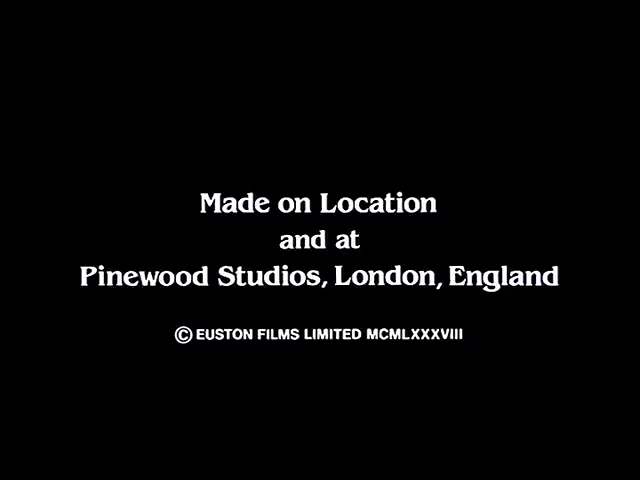 Made on Location
and at
Pinewood Studios, London, England
© EUSTON FILMS LIMITED MCMLXXXVIII